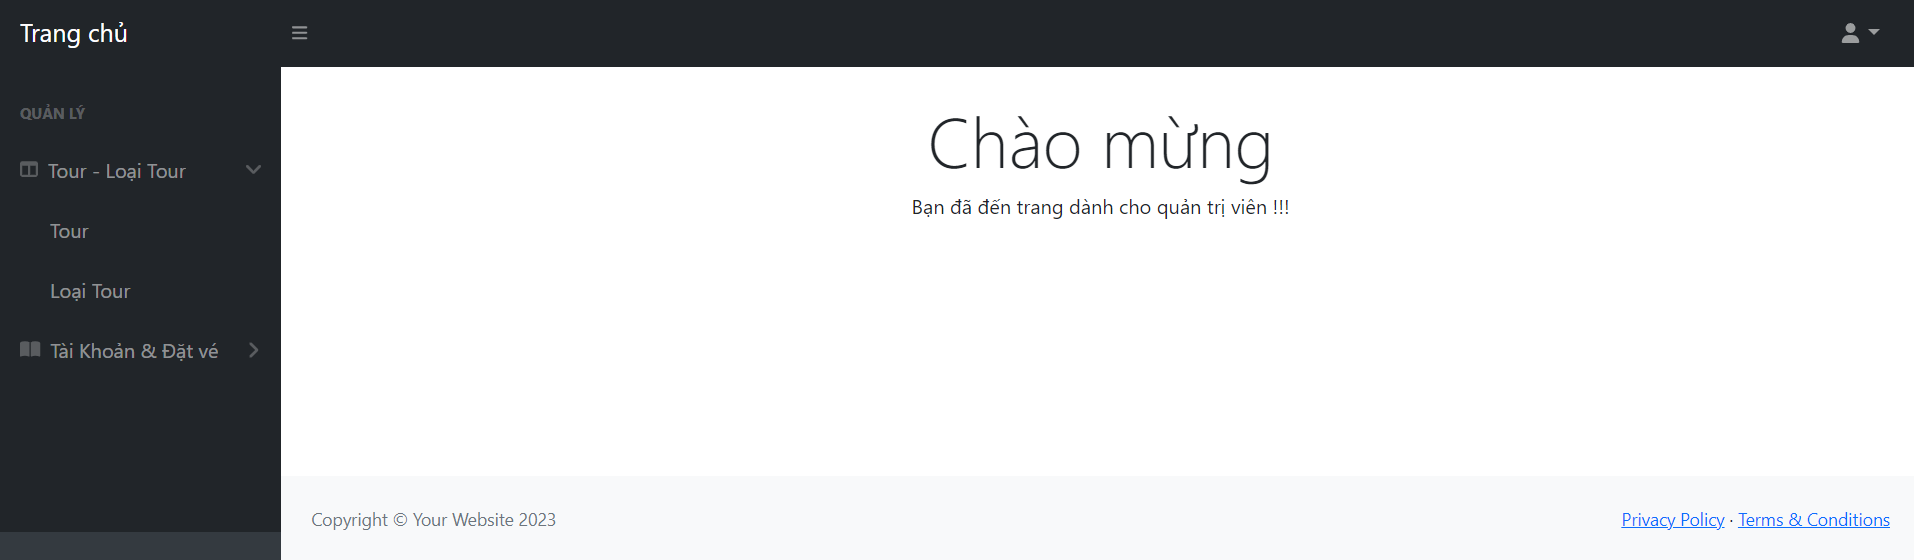 Trang chủ
QUẢN LÝ
Tour - Loại Tour
Tour
Loại Tour
Tài Khoản & Đặt vé
Chào mừng
Bạn đã đến trang dành cho quản trị viên !!!
Copyright © Your Website 2023
Privacy Policy · Terms & Conditions